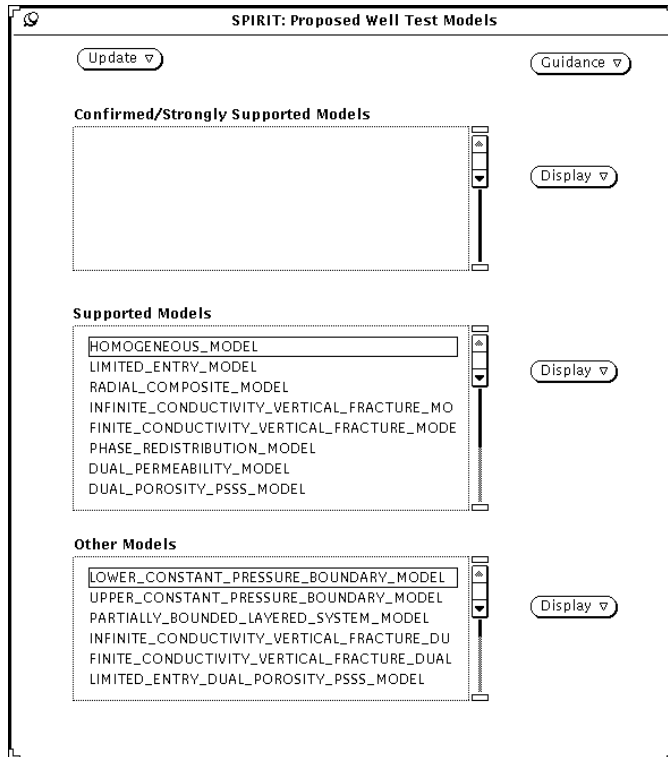 SPIRIT: Proposed Well Test Models
Update
Guidance
Confirmed/Strongly Supported Models
Display
Supported Models
HOMOGENEOUS_MODEL
LIMITED_ENTRY_MODEL
Display
RADIAL_COMPOSITE_MODEL
INFINITE_CONDUCTIVITY_VERTICAL_FRACTURE_MO
FINITE_CONDUCTIVITY_VERTICAL_FRACTURE_MODE
PHASE_REDISTRIBUTION_MODEL
DUAL_PERMEABILITY_MODEL
DUAL_POROSITY_PSSS_MODEL
Other Models
LOWER_CONSTANT_PRESSURE_BOUNDARY_MODEL
UPPER_CONSTANT_PRESSURE_BOUNDARY_MODEL
Display
PARTIALLY_BOUNDED_LAYERED_SYSTEM_MODEL
INFINITE_CONDUCTIVITY_VERTICAL_FRACTURE_DU
FINITE_CONDUCTIVITY_VERTICAL_FRACTURE_DUAL
LIMITED_ENTRY_DUAL_POROSITY_PSSS_MODEL